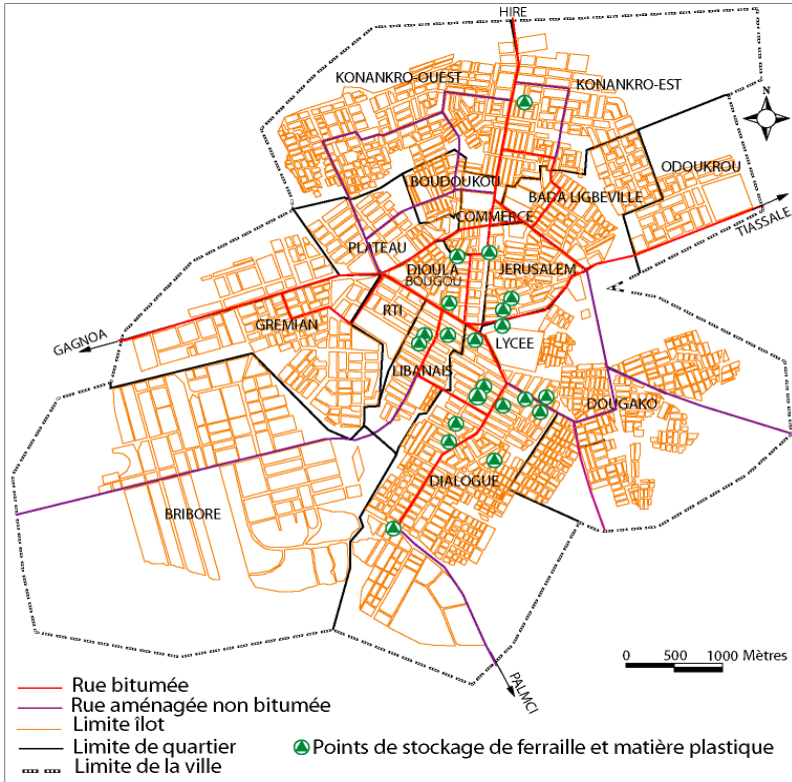 HIRE
KONANKRO-OUEST
KONANKRO-EST
N
ODOUKROU
BOUDOUKOU
BADA LIGBEVILLE
COMMERCE
TIASSALE
PLATEAU
DIOULA
BOUGOU
JERUSALEM
RTI
GREMIAN
LYCEE
GAGNOA
LIBANAIS
DOUGAKO
DIALOGUE
BRIBORE
0 500 1000 Mètres
PALMCI
Rue bitumée
Rue aménagée non bitumée
Limite îlot
Limite de quartier
Points de stockage de ferraille et matière plastique
Limite de la ville